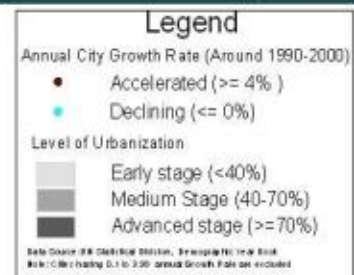 Legend
Annual City Growth Rate (Around 1990-2000)
Accelerated (>= 4% )
Declining (<= 0%)
Level of Urbanization
Early stage (<40%)
Medium Stage (40-70%)
Advanced stage (>=70%)
Data Source: UN Statistical Division, Demographic Year Book
Note: Cities having 0.1 to 3.99 annual Growth Rate are excluded